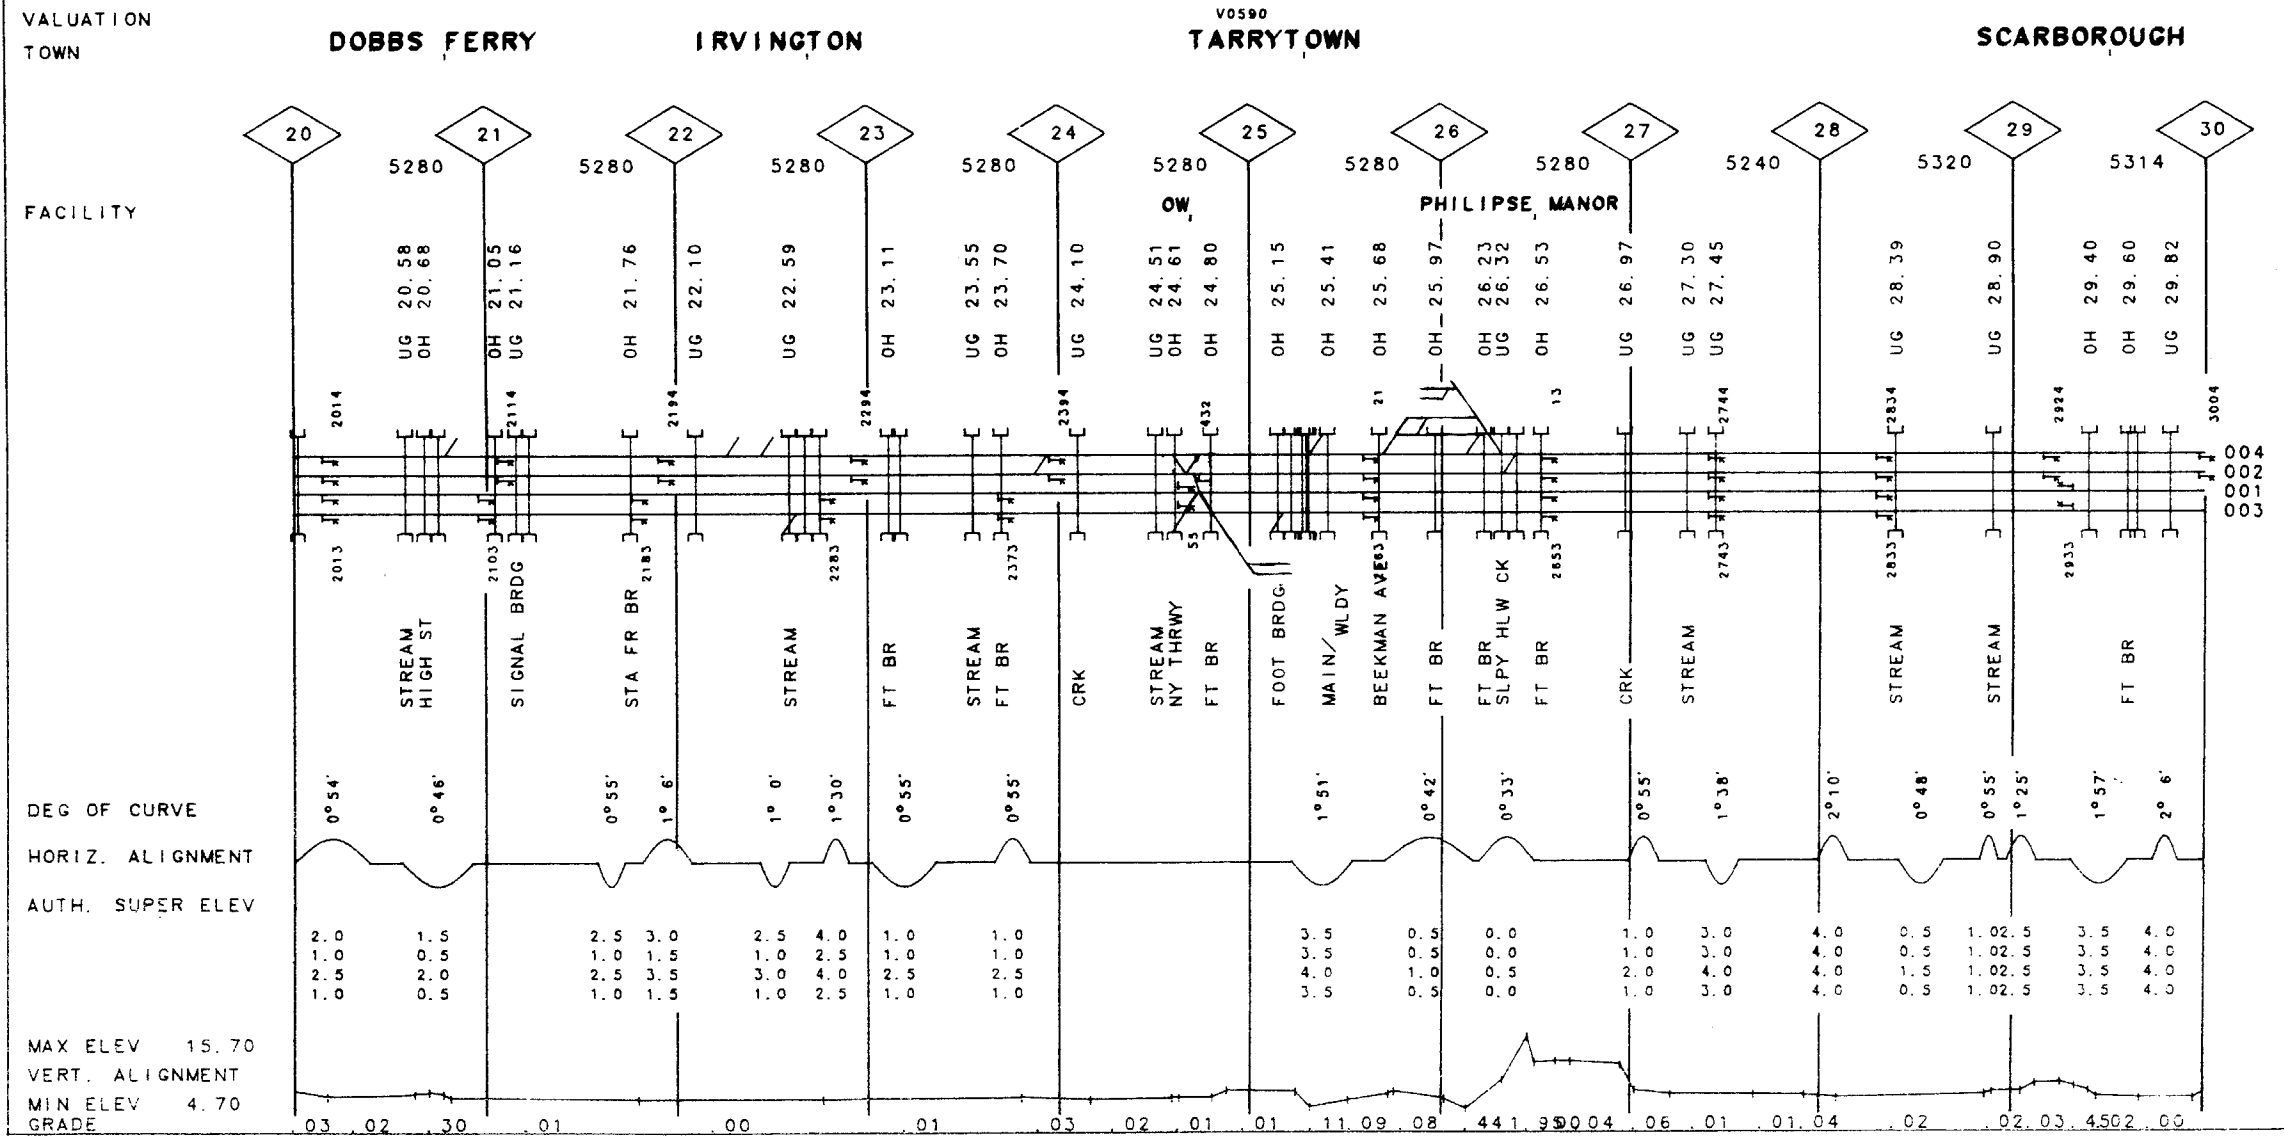 VALUATION V0590
TOWN DOBBS FERRY IRVINGTON TARRYTOWN SCARBOROUGH
20 21 22 23 24 25 26 27 28 29 30
5280 5280 5280 5280 5280 5280 5280 5240 5320 5314
FACILITY OW PHILIPSE MANOR
UG 20.58
OH 20.68
OH 21.05
UG 21.16
OH 21.76
UG 22.10
UG 22.59
OH 23.11
UG 23.55
OH 23.70
UG 24.10
UG 24.51
OH 24.61
OH 24.80
OH 25.15
OH 25.41
OH 25.68
OH 25.97
OH 26.23
UG 26.32
OH 26.53
UG 26.97
UG 27.30
UG 27.45
UG 28.39
UG 28.90
OH 29.40
OH 29.60
UG 29.82
2014 2114 2194 2294 2394 432 21 13 2744 2834 2924 3004
004
002
001
003
2013 2103 2183 2283 2373 55 2653 2743 2833 2933
STREAM
HIGH ST
SIGNAL BRDG
STA FR BR
STREAM
FT BR
STREAM
FT BR
CRK
STREAM
NY THRWY
FT BR
FOOT BRDG
MAIN/
WLDY
BEEKMAN AVE
FT BR
FT BR
SLPY HLW CK
FT BR
CRK
STREAM
STREAM
STREAM
FT BR
DEG OF CURVE 0°54' 0°46' 0°55' 1° 6' 1° 0' 1°30' 0°55' 0°55' 1°51' 0°42' 0°33' 0°55' 1°38' 2°10' 0°48' 0°55' 1°25' 1°57' 2° 6'
HORIZ. ALIGNMENT
AUTH. SUPER ELEV
2.0 1.5 2.5 3.0 2.5 4.0 1.0 1.0 3.5 0.5 0.0 1.0 3.0 4.0 0.5 1.02.5 3.5 4.0
1.0 0.5 1.0 1.5 1.0 2.5 1.0 1.0 3.5 0.5 0.0 1.0 3.0 4.0 0.5 1.02.5 3.5 4.0
2.5 2.0 2.5 3.5 3.0 4.0 2.5 2.5 4.0 1.0 0.5 2.0 4.0 4.0 1.5 1.02.5 3.5 4.0
1.0 0.5 1.0 1.5 1.0 2.5 1.0 1.0 3.5 0.5 0.0 1.0 3.0 4.0 0.5 1.02.5 3.5 4.0
MAX ELEV 15.70
VERT. ALIGNMENT
MIN ELEV 4.70
GRADE .03 .02 .30 .01 .00 .01 .03 .02 .01 .01 .11.09 .08 .06 .01 .01.04 .02 .02.03.4502 .00